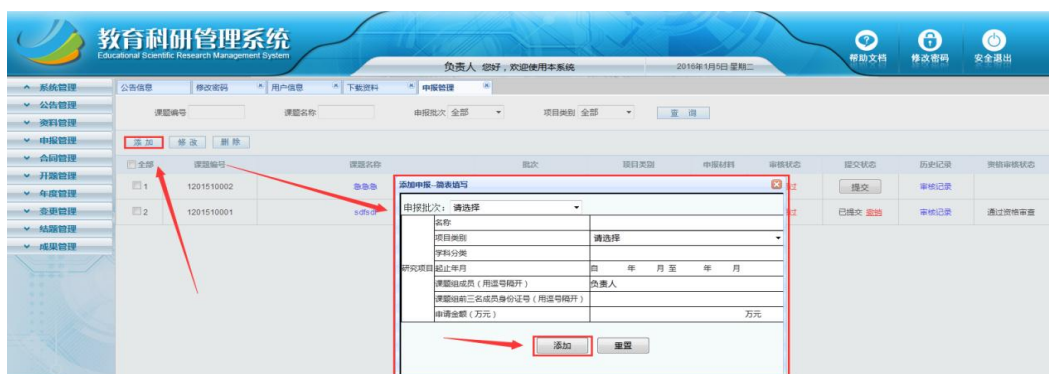 教育科研管理系统
Educational Scientific Research Management System
负责人 您好，欢迎使用本系统 2016年1月5日 星期二
帮助文档 修改密码 安全退出
系统管理
公告管理
资料管理
申报管理
合同管理
开题管理
年度管理
变更管理
结题管理
成果管理
公告信息 修改密码 用户信息 下载资料 申报管理
课题编号 课题名称 申报批次 全部 项目类别 全部 查 询
添 加 修 改 删 除
全部 课题编号 课题名称 批次 项目类别 申报材料 审核状态 提交状态 历史记录 资格审核状态
1 1201510002 急急急 提交 审核记录
2 1201510001 sdfsdf 已提交 撤销 审核记录 通过资格审查
添加申报--简表填写
申报批次： 请选择
研究项目
名称
项目类别 请选择
学科分类
起止年月 自 年 月 至 年 月
课题组成员（用逗号隔开） 负责人
课题组前三名成员身份证号（用逗号隔开）
申请金额（万元） 万元
添加 重置